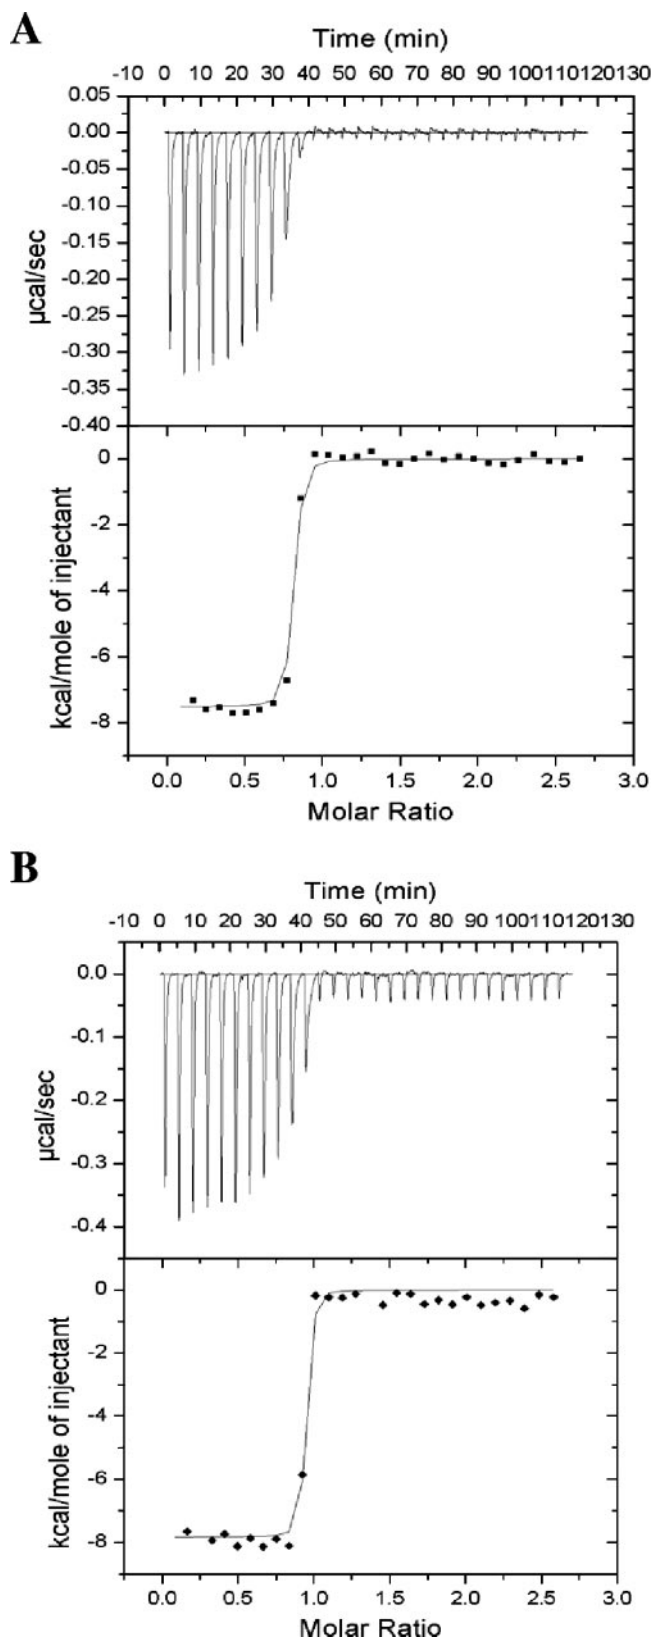 A
Time (min)
-10 0 10 20 30 40 50 60 70 80 90 100110120130
0.05
0.00
-0.05
-0.10
-0.15
-0.20
-0.25
-0.30
-0.35
-0.40
µcal/sec
0
-2
-4
-6
-8
kcal/mole of injectant
0.0 0.5 1.0 1.5 2.0 2.5 3.0
Molar Ratio
B
Time (min)
-10 0 10 20 30 40 50 60 70 80 90 100110120130
0.0
-0.1
-0.2
-0.3
-0.4
µcal/sec
0
-2
-4
-6
-8
kcal/mole of injectant
0.0 0.5 1.0 1.5 2.0 2.5 3.0
Molar Ratio